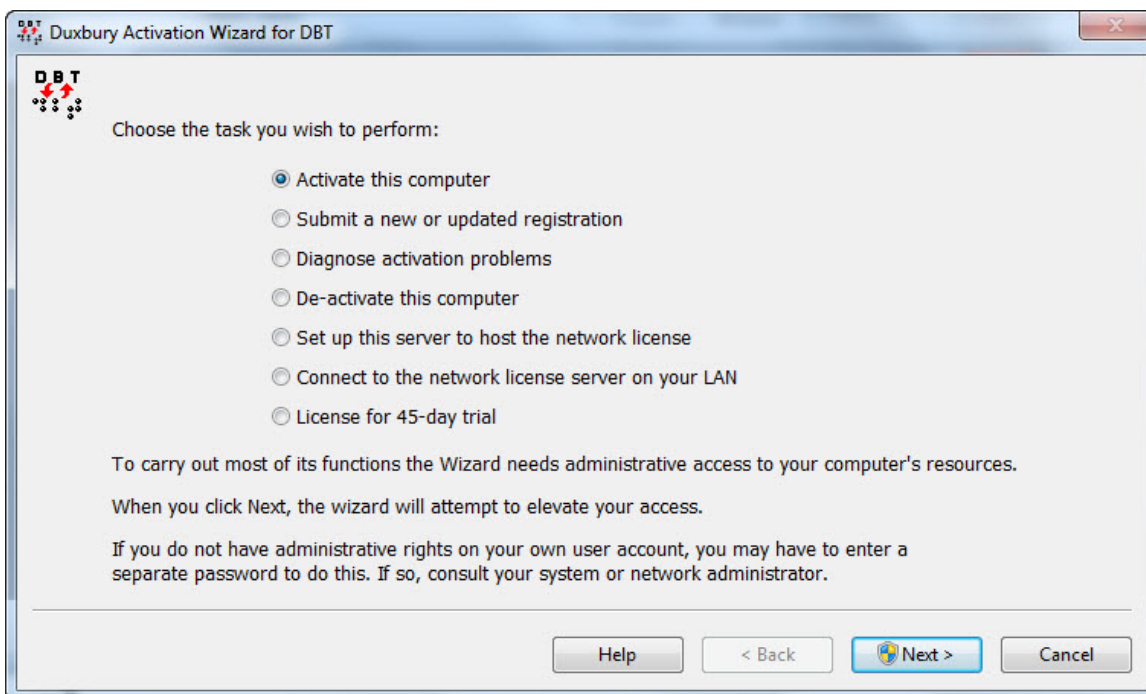 Duxbury Activation Wizard for DBT
D B T
Choose the task you wish to perform:
Activate this computer
Submit a new or updated registration
Diagnose activation problems
De-activate this computer
Set up this server to host the network license
Connect to the network license server on your LAN
License for 45-day trial
To carry out most of its functions the Wizard needs administrative access to your computer's resources.
When you click Next, the wizard will attempt to elevate your access.
If you do not have administrative rights on your own user account, you may have to enter a
separate password to do this. If so, consult your system or network administrator.
Help < Back Next > Cancel